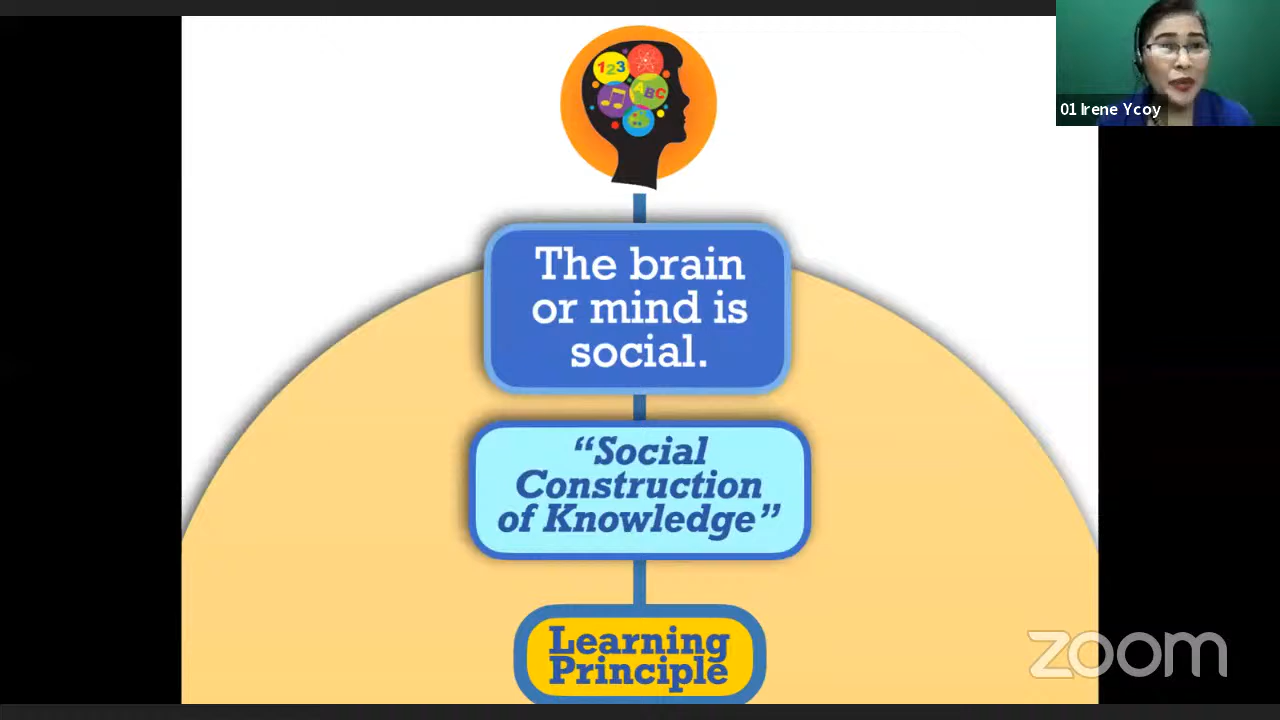 01 Irene Ycoy
123
ABC
The brain
or mind is
social.
“Social
Construction
of Knowledge”
Learning
Principle
zoom